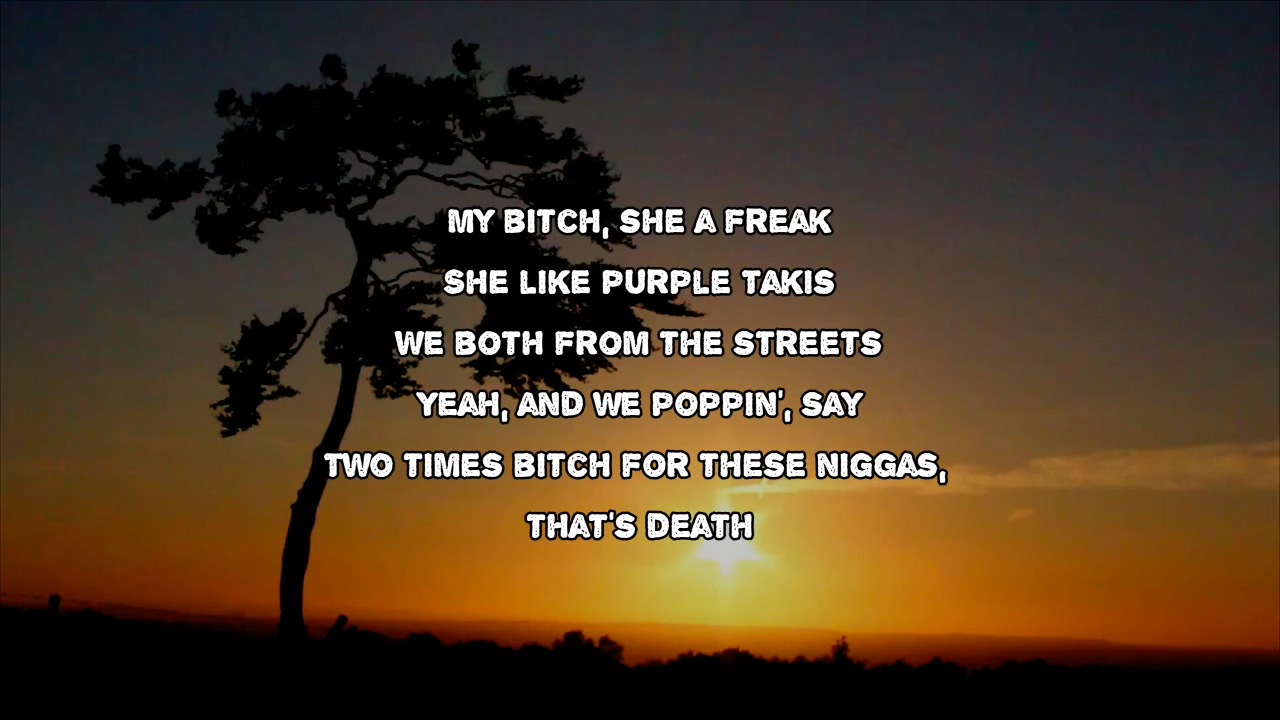 MY BITCH, SHE A FREAK
SHE LIKE PURPLE TAKIS
WE BOTH FROM THE STREETS
YEAH, AND WE POPPIN', SAY
TWO TIMES BITCH FOR THESE NIGGAS,
THAT'S DEATH